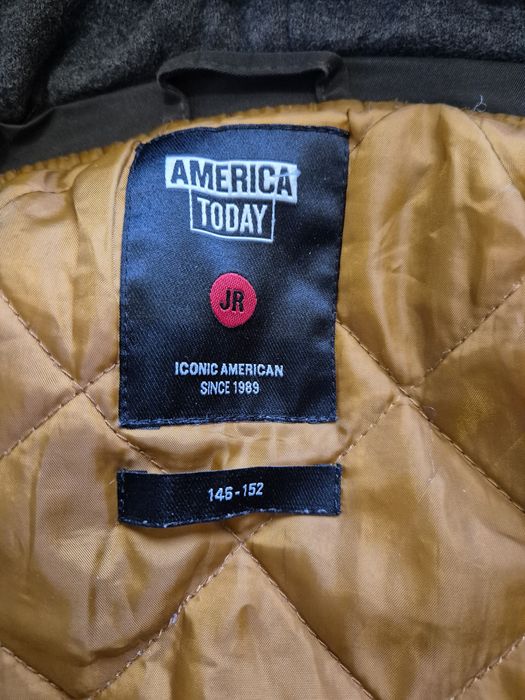 AMERICA
TODAY
JR
ICONIC AMERICAN
SINCE 1989
146-152